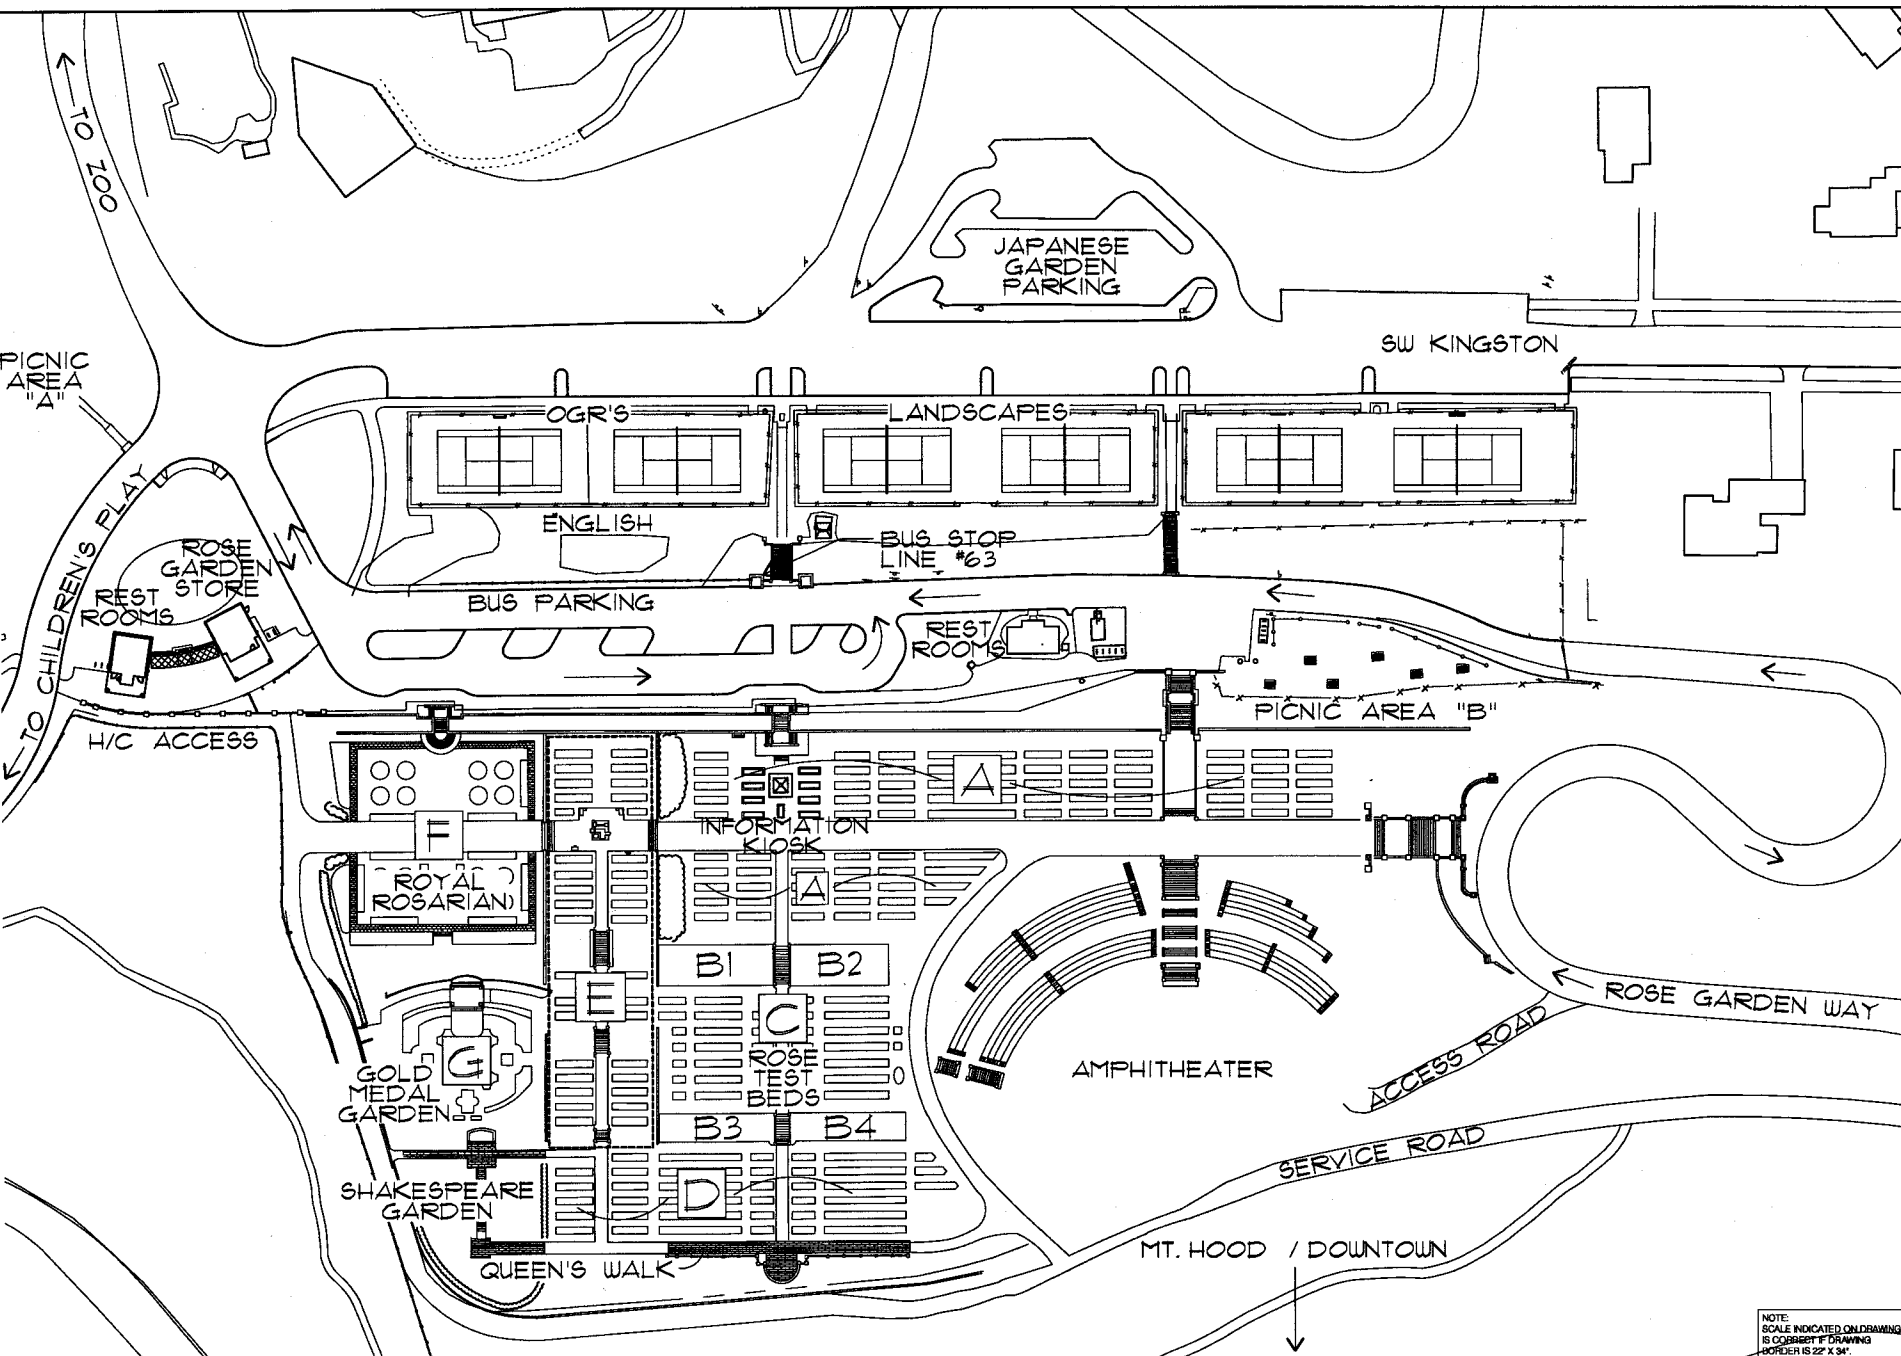 TO ZOO
JAPANESE
GARDEN
PARKING
SW KINGSTON
PICNIC
AREA
"A"
OGR'S
LANDSCAPES
ENGLISH
BUS STOP
LINE #63
TO CHILDREN'S PLAY
ROSE
GARDEN
STORE
REST
ROOMS
BUS PARKING
REST
ROOMS
PICNIC AREA "B"
H/C ACCESS
A
F
INFORMATION
KIOSK
ROYAL
ROSARIAN
A
B1
B2
E
C
ROSE
TEST
BEDS
G
GOLD
MEDAL
GARDEN
B3
B4
AMPHITHEATER
ROSE GARDEN WAY
ACCESS ROAD
SERVICE ROAD
SHAKESPEARE
GARDEN
D
QUEEN'S WALK
MT. HOOD / DOWNTOWN
NOTE:
SCALE INDICATED ON DRAWING
IS CORRECT IF DRAWING
BORDER IS 22" X 34".